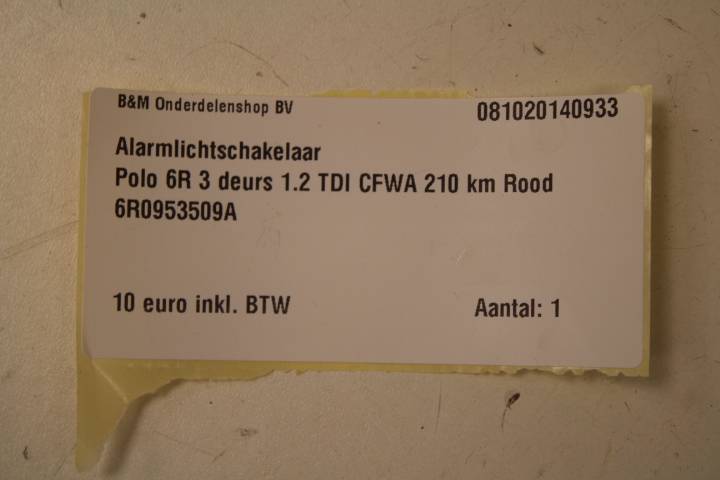 B&M Onderdelenshop BV
081020140933
Alarmlichtschakelaar
Polo 6R 3 deurs 1.2 TDI CFWA 210 km Rood
6R0953509A
10 euro inkl. BTW
Aantal: 1